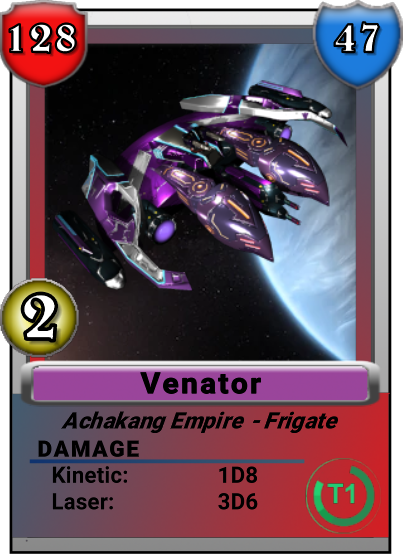 128 47
2
Venator
Achakang Empire - Frigate
DAMAGE
Kinetic: 1D8
Laser: 3D6
T1